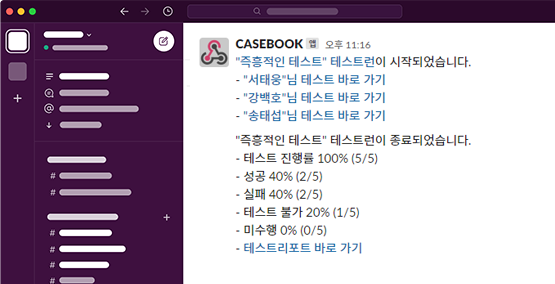 CASEBOOK 앱 오후 11:16
"즉흥적인 테스트" 테스트런이 시작되었습니다.
- "서태웅"님 테스트 바로 가기
- "강백호"님 테스트 바로 가기
- "송태섭"님 테스트 바로 가기
"즉흥적인 테스트" 테스트런이 종료되었습니다.
- 테스트 진행률 100% (5/5)
- 성공 40% (2/5)
- 실패 40% (2/5)
- 테스트 불가 20% (1/5)
- 미수행 0% (0/5)
- 테스트리포트 바로 가기